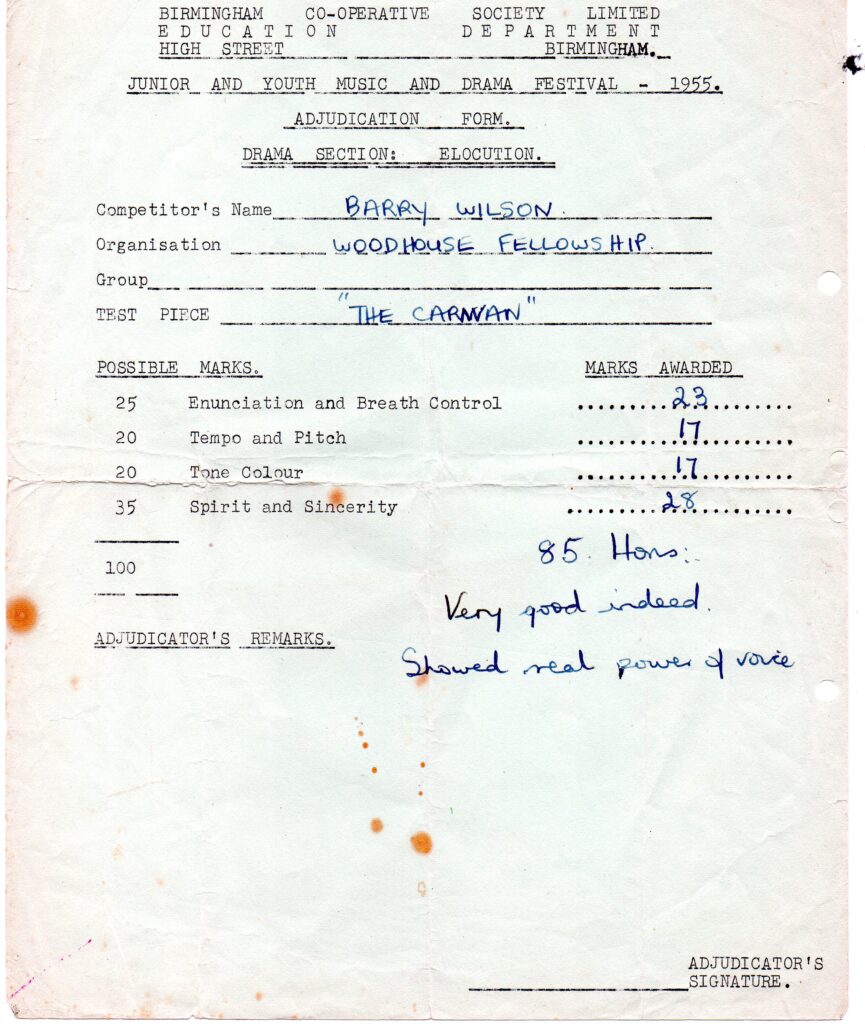 BIRMINGHAM CO-OPERATIVE SOCIETY LIMITED
EDUCATION DEPARTMENT
HIGH STREET BIRMINGHAM.
JUNIOR AND YOUTH MUSIC AND DRAMA FESTIVAL - 1955.
ADJUDICATION FORM.
DRAMA SECTION: ELOCUTION.
Competitor's Name BARRY WILSON.
Organisation WOODHOUSE FELLOWSHIP.
Group
TEST PIECE "THE CARAVAN"
POSSIBLE MARKS. MARKS AWARDED
25 Enunciation and Breath Control 23
20 Tempo and Pitch 17
20 Tone Colour 17
35 Spirit and Sincerity 28
85. Hons:
100
Very good indeed.
ADJUDICATOR'S REMARKS.
Showed real power of voice
ADJUDICATOR'S
SIGNATURE.